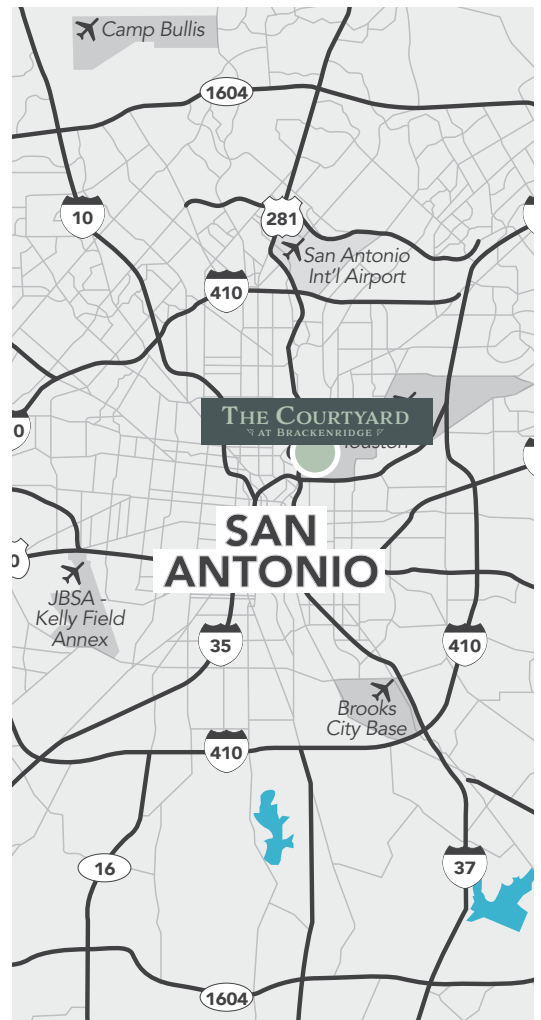 Camp Bullis
1604
10
281
San Antonio
Int'l Airport
410
THE COURTYARD
AT BRACKENRIDGE
SAN
ANTONIO
JBSA -
Kelly Field
Annex
35
410
Brooks
City Base
410
16
37
1604